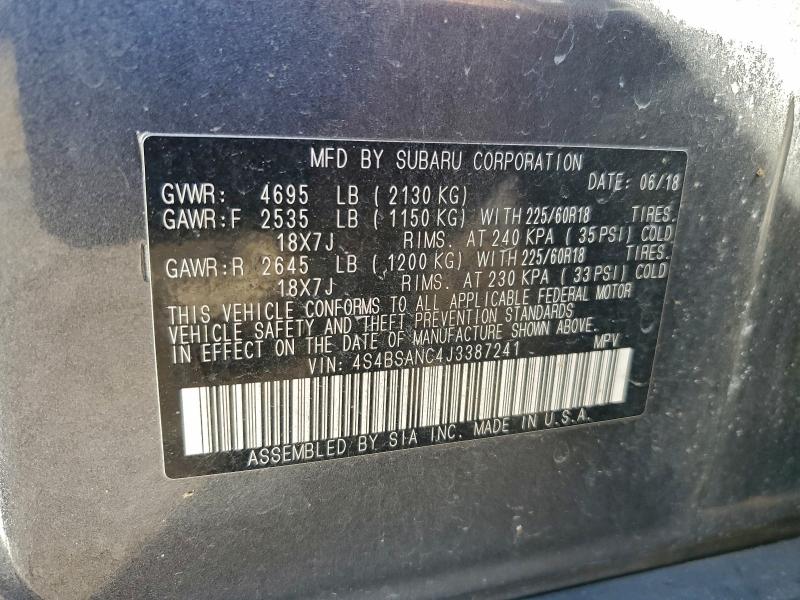 MFD BY SUBARU CORPORATION
DATE: 06/18
GVWR: 4695 LB ( 2130 KG)
GAWR:F 2535 LB ( 1150 KG) WITH 225/60R18 TIRES.
18X7J RIMS. AT 240 KPA ( 35 PSI) COLD
GAWR:R 2645 LB ( 1200 KG) WITH 225/60R18 TIRES.
18X7J RIMS. AT 230 KPA ( 33 PSI) COLD
THIS VEHICLE CONFORMS TO ALL APPLICABLE FEDERAL MOTOR
VEHICLE SAFETY AND THEFT PREVENTION STANDARDS
IN EFFECT ON THE DATE OF MANUFACTURE SHOWN ABOVE.
VIN: 4S4BSANC4J3387241 MPV
ASSEMBLED BY SIA INC. MADE IN U.S.A.